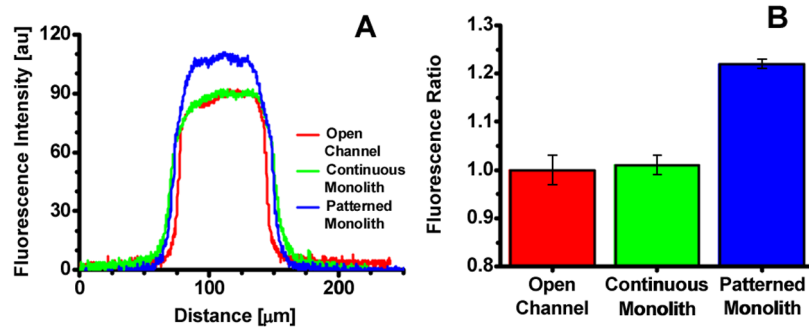 A
Fluorescence Intensity [au]
120
90
60
30
0
0
100
200
Distance [µm]
Open
Channel
Continuous
Monolith
Patterned
Monolith
B
Fluorescence Ratio
1.3
1.2
1.1
1.0
0.9
0.8
Open
Channel
Continuous
Monolith
Patterned
Monolith